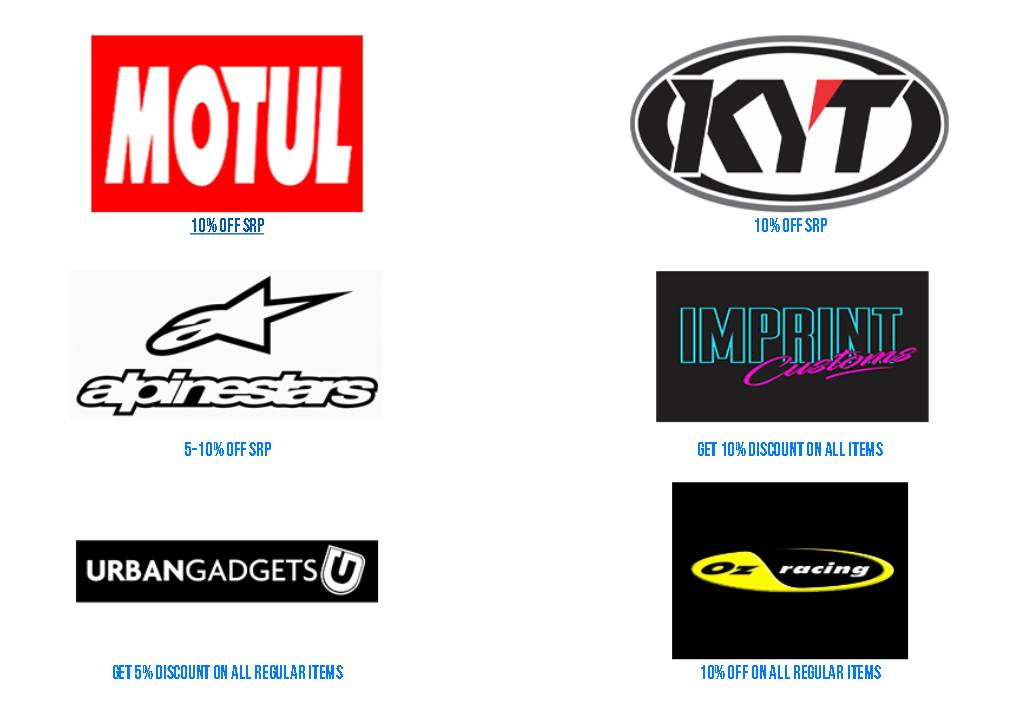 MOTUL
10% OFF SRP
KYT
10% OFF SRP
alpinestars
5-10% OFF SRP
IMPRINT
Customs
GET 10% DISCOUNT ON ALL ITEMS
URBANGADGETS U
GET 5% DISCOUNT ON ALL REGULAR ITEMS
Oz racing
10% OFF ON ALL REGULAR ITEMS